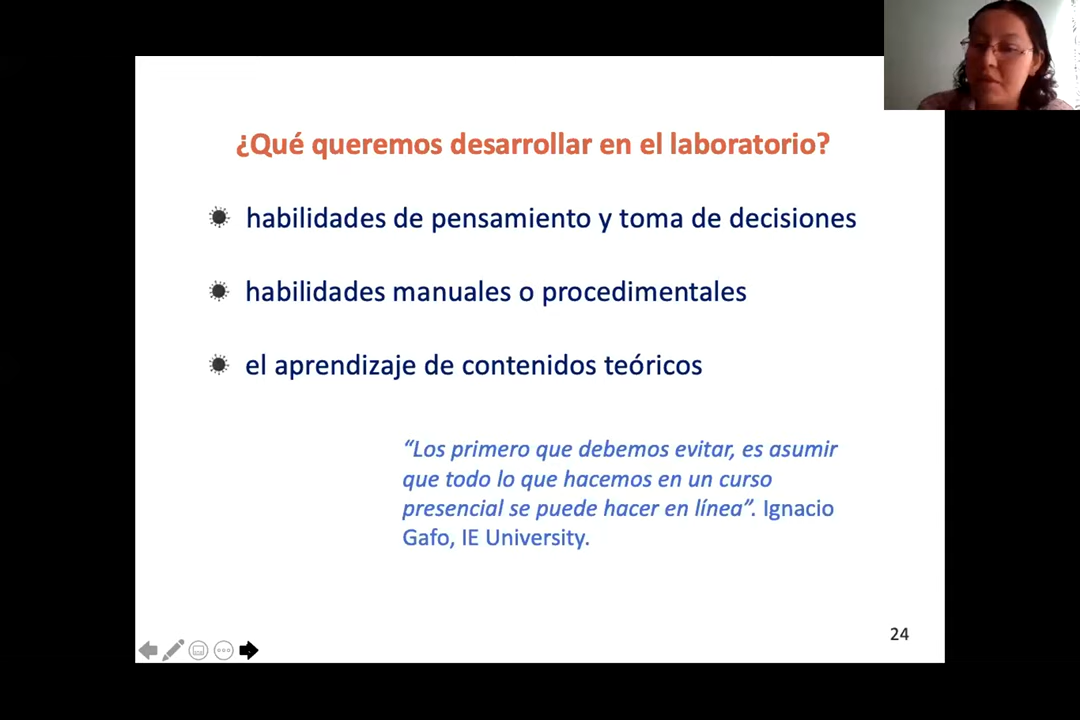 ¿Qué queremos desarrollar en el laboratorio?
habilidades de pensamiento y toma de decisiones
habilidades manuales o procedimentales
el aprendizaje de contenidos teóricos
“Los primero que debemos evitar, es asumir
que todo lo que hacemos en un curso
presencial se puede hacer en línea”. Ignacio
Gafo, IE University.
24